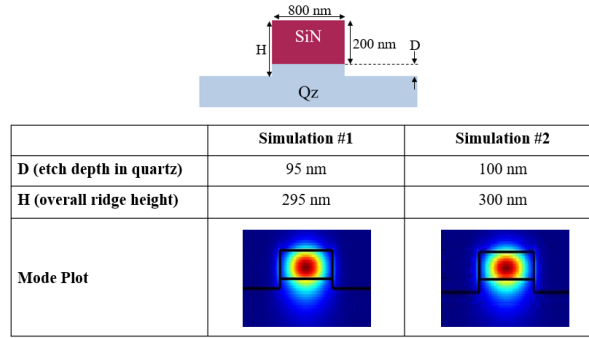 800 nm
SiN
H
200 nm
D
Qz
Simulation #1 Simulation #2
D (etch depth in quartz) 95 nm 100 nm
H (overall ridge height) 295 nm 300 nm
Mode Plot